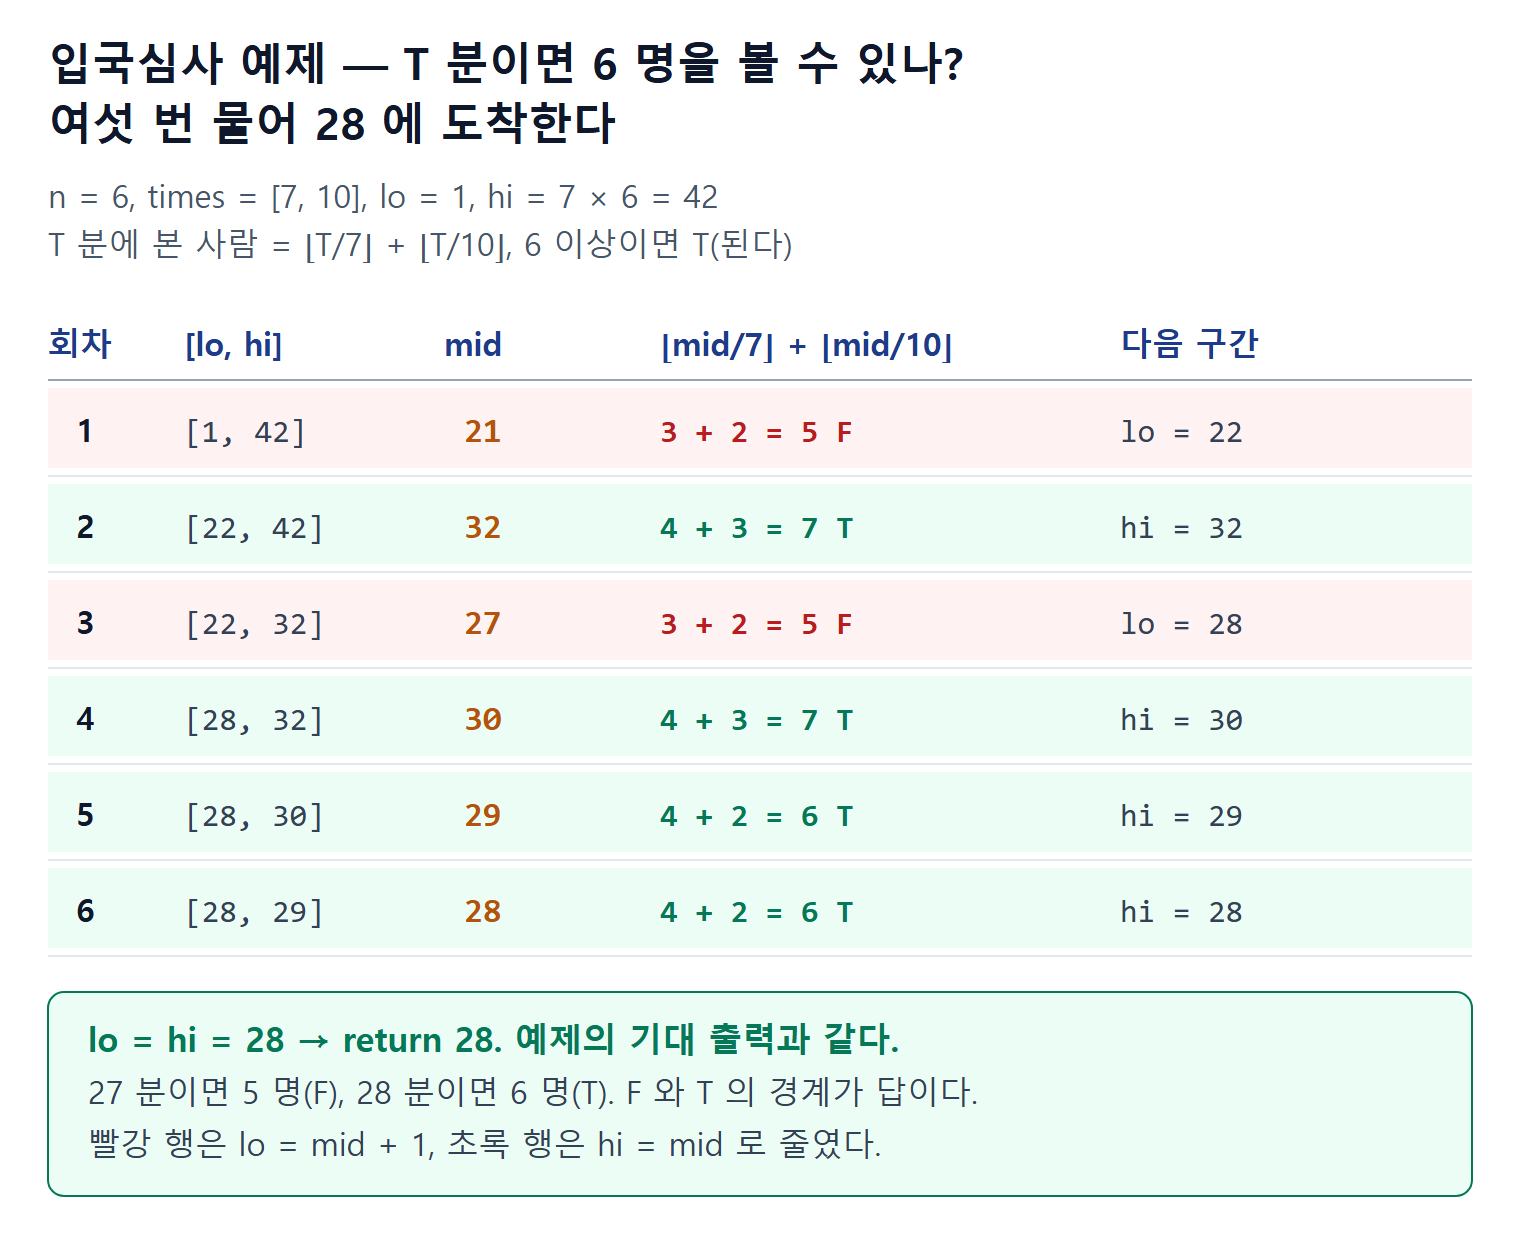 입국심사 예제 — T 분이면 6 명을 볼 수 있나?
여섯 번 물어 28 에 도착한다
n = 6, times = [7, 10], lo = 1, hi = 7 × 6 = 42
T 분에 본 사람 = ⌊T/7⌋ + ⌊T/10⌋, 6 이상이면 T(된다)
회차 [lo, hi] mid ⌊mid/7⌋ + ⌊mid/10⌋ 다음 구간
1 [1, 42] 21 3 + 2 = 5 F lo = 22
2 [22, 42] 32 4 + 3 = 7 T hi = 32
3 [22, 32] 27 3 + 2 = 5 F lo = 28
4 [28, 32] 30 4 + 3 = 7 T hi = 30
5 [28, 30] 29 4 + 2 = 6 T hi = 29
6 [28, 29] 28 4 + 2 = 6 T hi = 28
lo = hi = 28 → return 28. 예제의 기대 출력과 같다.
27 분이면 5 명(F), 28 분이면 6 명(T). F 와 T 의 경계가 답이다.
빨강 행은 lo = mid + 1, 초록 행은 hi = mid 로 줄였다.